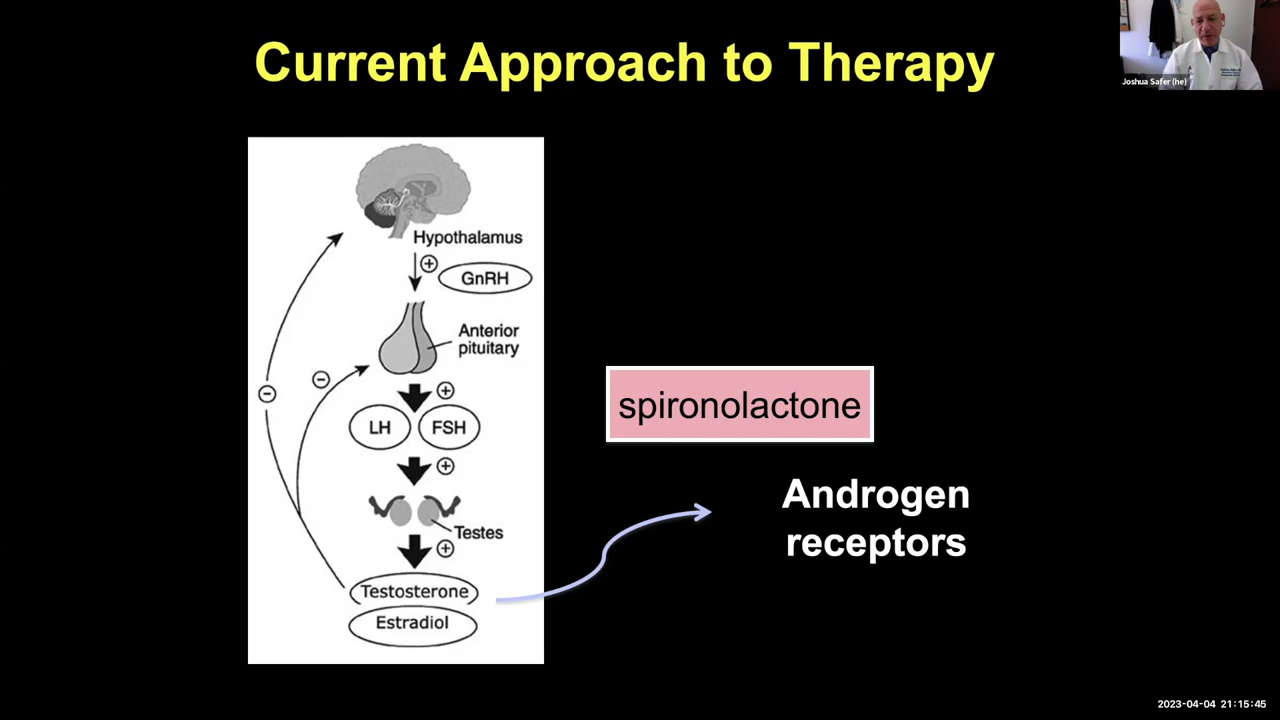 Current Approach to Therapy
Joshua Safer (he)
Hypothalamus
+
GnRH
Anterior
pituitary
−
−
+
LH
FSH
+
Testes
+
Testosterone
Estradiol
spironolactone
Androgen
receptors
2023-04-04 21:15:45